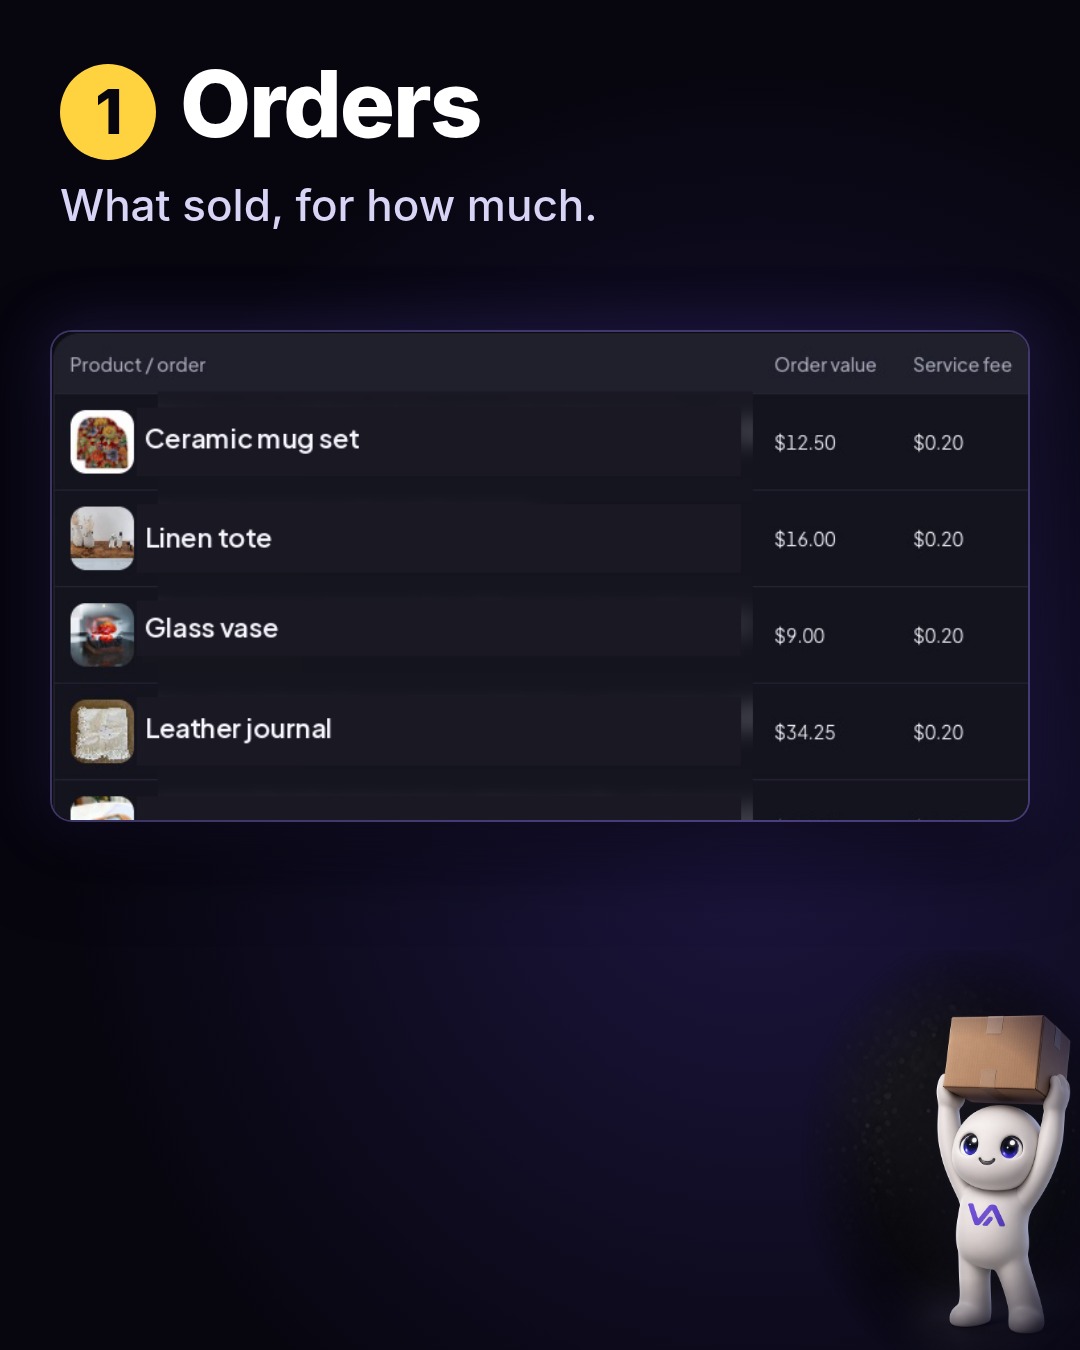 1 Orders
What sold, for how much.
Product / order Order value Service fee
Ceramic mug set $12.50 $0.20
Linen tote $16.00 $0.20
Glass vase $9.00 $0.20
Leather journal $34.25 $0.20
VA